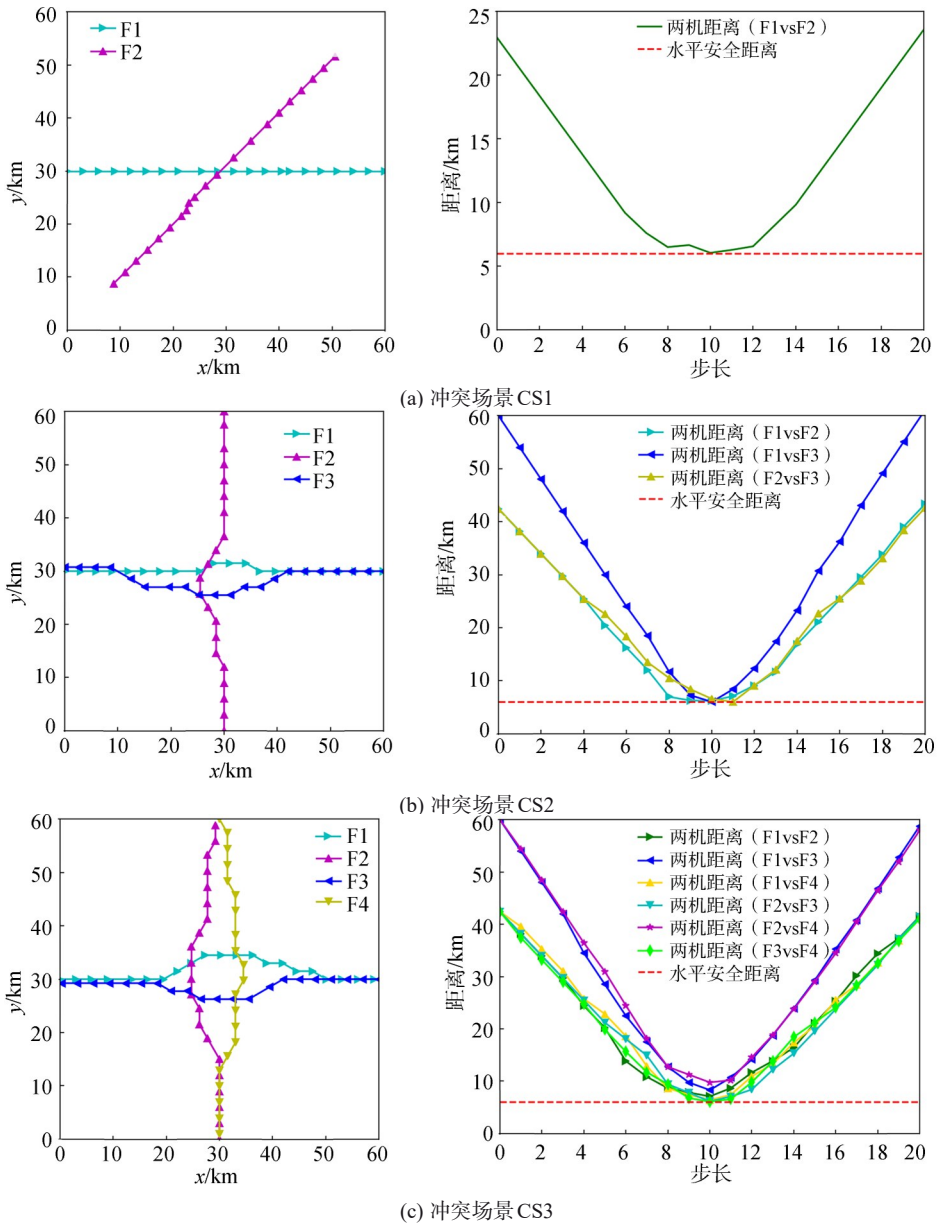 60
50
40
30
20
10
0
y/km
F1
F2
0 10 20 30 40 50 60
x/km
25
20
15
10
5
0
距离/km
两机距离（F1vsF2）
水平安全距离
0 2 4 6 8 10 12 14 16 18 20
步长
(a) 冲突场景CS1
60
50
40
30
20
10
0
y/km
F1
F2
F3
0 10 20 30 40 50 60
x/km
60
50
40
30
20
10
0
距离/km
两机距离（F1vsF2）
两机距离（F1vsF3）
两机距离（F2vsF3）
水平安全距离
0 2 4 6 8 10 12 14 16 18 20
步长
(b) 冲突场景CS2
60
50
40
30
20
10
0
y/km
F1
F2
F3
F4
0 10 20 30 40 50 60
x/km
60
50
40
30
20
10
0
距离/km
两机距离（F1vsF2）
两机距离（F1vsF3）
两机距离（F1vsF4）
两机距离（F2vsF3）
两机距离（F2vsF4）
两机距离（F3vsF4）
水平安全距离
0 2 4 6 8 10 12 14 16 18 20
步长
(c) 冲突场景CS3